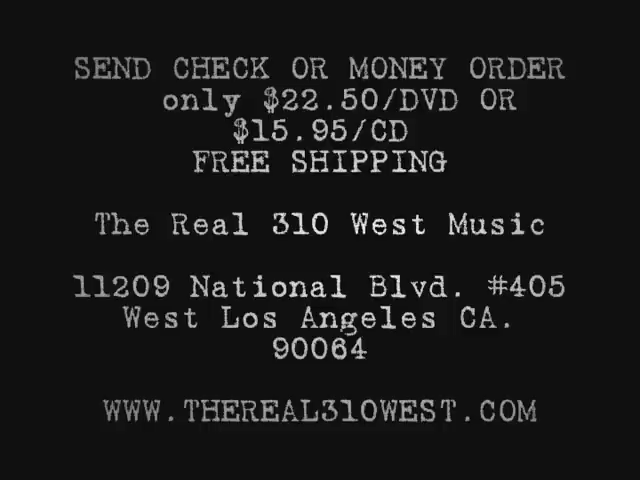 SEND CHECK OR MONEY ORDER
only $22.50/DVD OR
$15.95/CD
FREE SHIPPING
The Real 310 West Music
11209 National Blvd. #405
West Los Angeles CA.
90064
WWW.THEREAL310WEST.COM